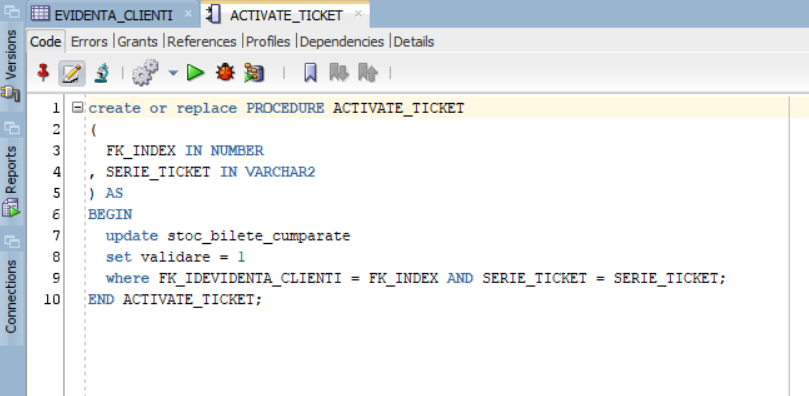 EVIDENTA_CLIENTI × ACTIVATE_TICKET ×
Code Errors |Grants |References |Profiles |Dependencies |Details
Versions
Reports
Connections
1 create or replace PROCEDURE ACTIVATE_TICKET
2 (
3 FK_INDEX IN NUMBER
4 , SERIE_TICKET IN VARCHAR2
5 ) AS
6 BEGIN
7 update stoc_bilete_cumparate
8 set validare = 1
9 where FK_IDEVIDENTA_CLIENTI = FK_INDEX AND SERIE_TICKET = SERIE_TICKET;
10 END ACTIVATE_TICKET;